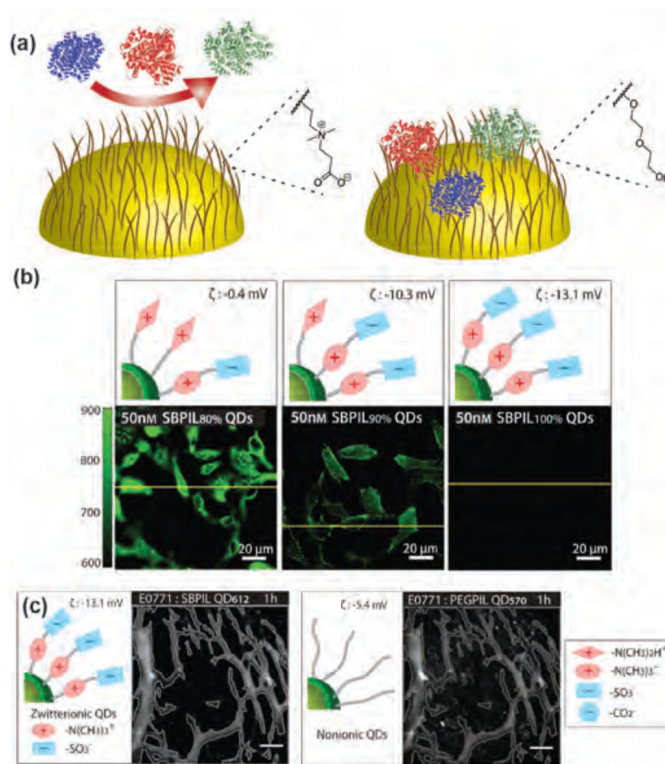 (a)
N
⊕
O
O
⊖
O
O
OH
(b)
ζ : -0.4 mV
ζ : -10.3 mV
ζ : -13.1 mV
900
800
700
600
50nM SBPIL80% QDs
50nM SBPIL90% QDs
50nM SBPIL100% QDs
20 μm
20 μm
20 μm
(c)
ζ : -13.1 mV
E0771 : SBPIL QD612 1h
ζ : -5.4 mV
E0771 : PEGPIL QD570 1h
Zwitterionic QDs
-N(CH3)3+
-SO3-
Nonionic QDs
-N(CH3)2H+
-N(CH3)3-
-SO3-
-CO2-